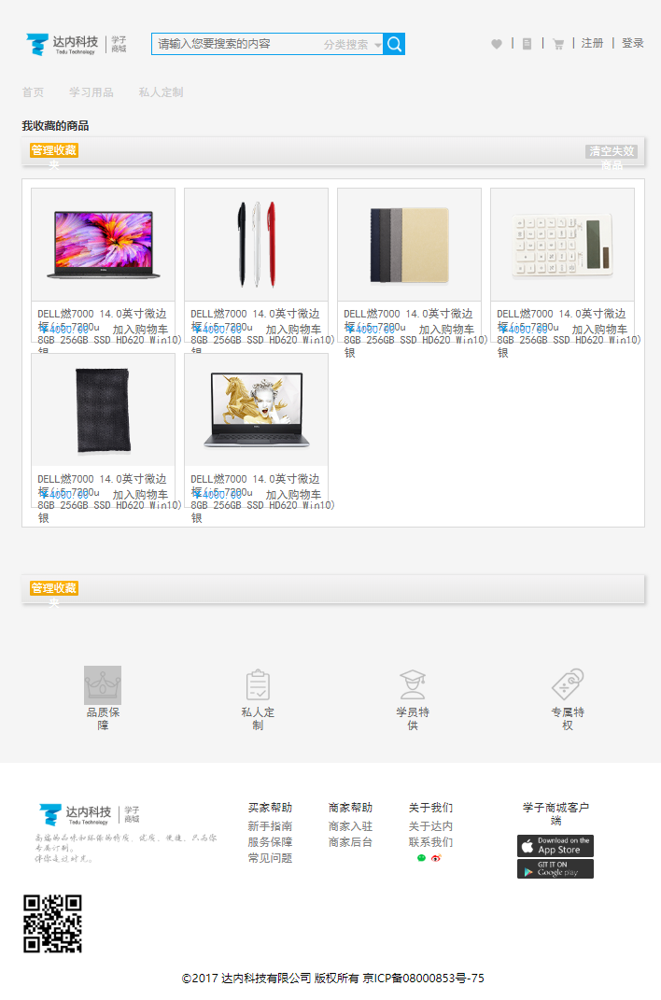 达内科技 学子商城
Tedu Technology
请输入您要搜索的内容 分类搜索
注册 登录
首页 学习用品 私人定制
我收藏的商品
管理收藏夹 清空失效商品
DELL燃7000 14.0英寸微边
框(i5-7200u
¥4000.00 加入购物车
8GB 256GB SSD HD620 Win10)
银
DELL燃7000 14.0英寸微边
框(i5-7200u
¥4000.00 加入购物车
8GB 256GB SSD HD620 Win10)
银
DELL燃7000 14.0英寸微边
框(i5-7200u
¥4000.00 加入购物车
8GB 256GB SSD HD620 Win10)
银
DELL燃7000 14.0英寸微边
框(i5-7200u
¥4000.00 加入购物车
8GB 256GB SSD HD620 Win10)
银
DELL燃7000 14.0英寸微边
框(i5-7200u
¥4000.00 加入购物车
8GB 256GB SSD HD620 Win10)
银
DELL燃7000 14.0英寸微边
框(i5-7200u
¥4000.00 加入购物车
8GB 256GB SSD HD620 Win10)
银
管理收藏
夹
品质保
障
私人定
制
学员特
供
专属特
权
达内科技 学子商城
Tedu Technology
专属订制。
伴你走过时光。
买家帮助
新手指南
服务保障
常见问题
商家帮助
商家入驻
商家后台
关于我们
关于达内
联系我们
学子商城客户
端
Download on the
App Store
GIT IT ON
Google play
©2017 达内科技有限公司 版权所有 京ICP备08000853号-75